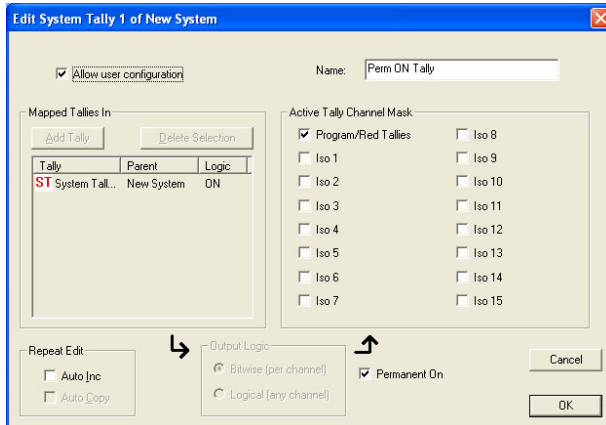 Edit System Tally 1 of New System
Allow user configuration
Name:
Perm ON Tally
Mapped Tallies In
Add Tally
Delete Selection
Tally
Parent
Logic
ST System Tall...
New System
ON
Active Tally Channel Mask
Program/Red Tallies
Iso 1
Iso 2
Iso 3
Iso 4
Iso 5
Iso 6
Iso 7
Iso 8
Iso 9
Iso 10
Iso 11
Iso 12
Iso 13
Iso 14
Iso 15
Repeat Edit
Auto Inc
Auto Copy
Output Logic
Bitwise (per channel)
Logical (any channel)
Permanent On
Cancel
OK